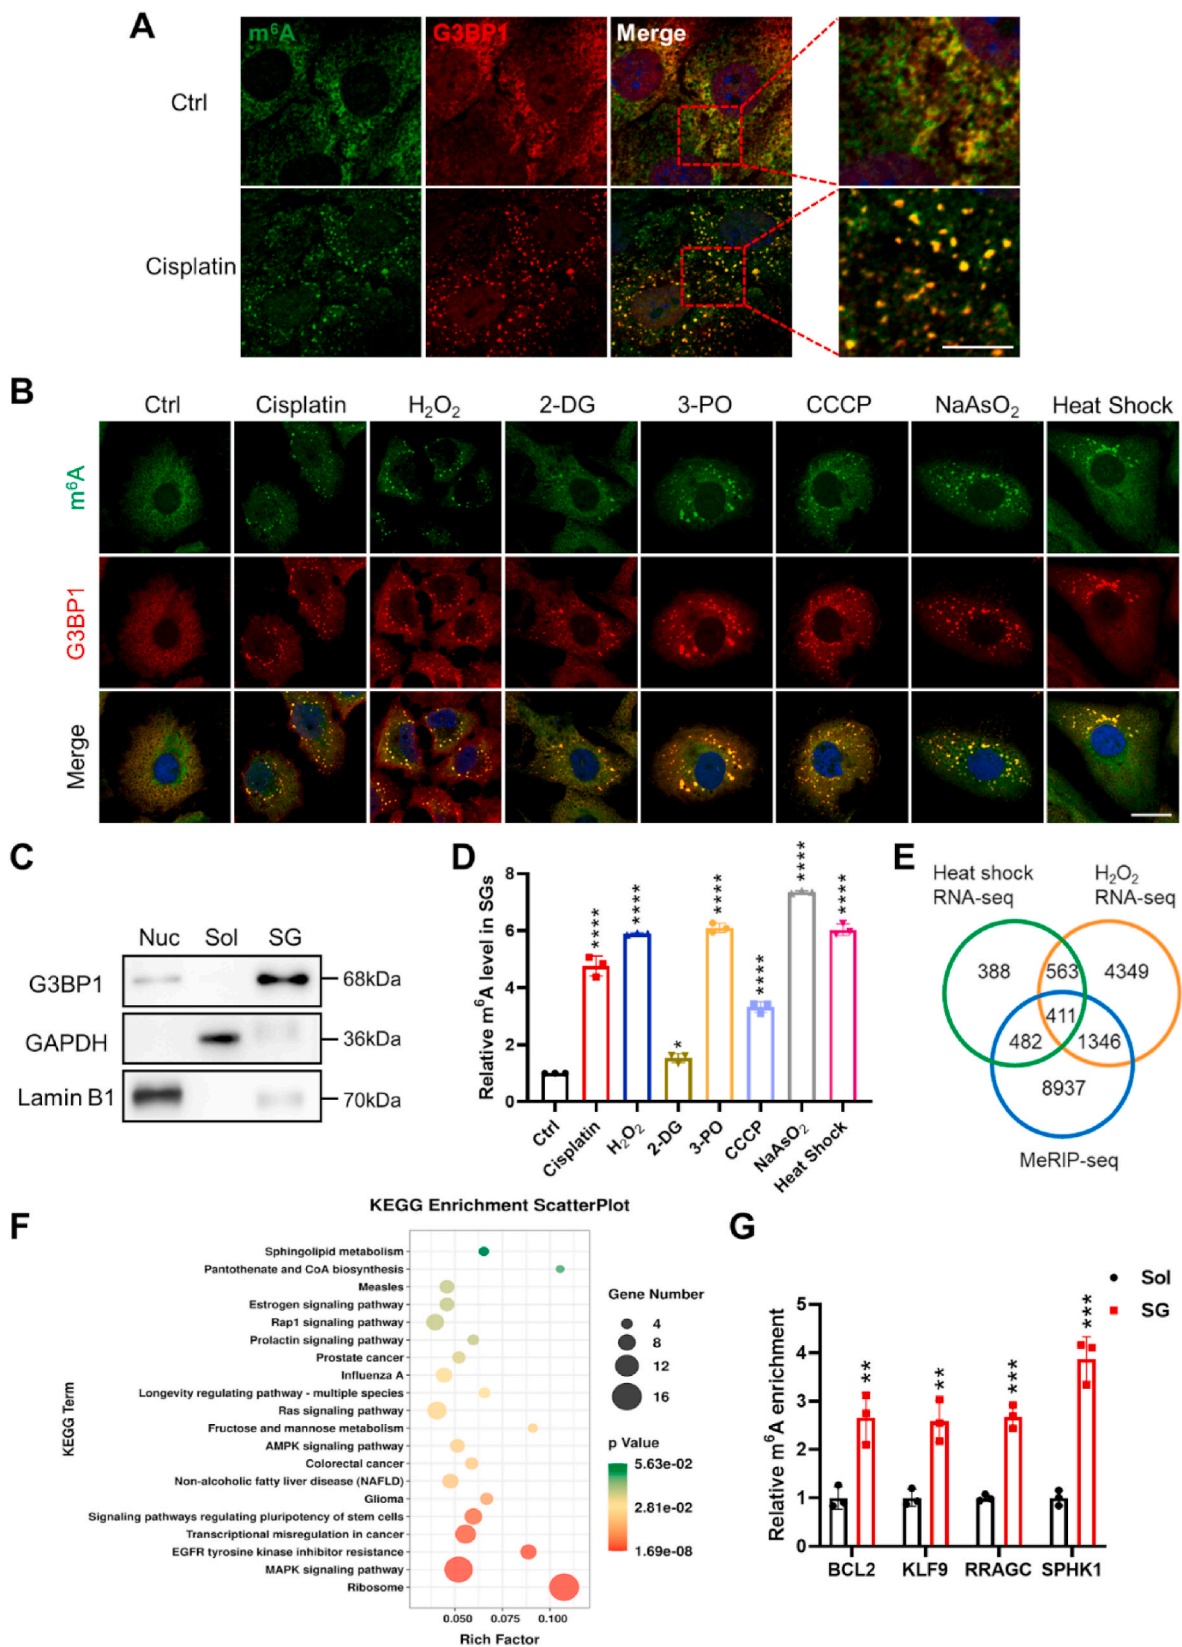 A
m⁶A G3BP1 Merge
Ctrl
Cisplatin
B
Ctrl Cisplatin H₂O₂ 2-DG 3-PO CCCP NaAsO₂ Heat Shock
m⁶A
G3BP1
Merge
C
Nuc Sol SG
G3BP1 68kDa
GAPDH 36kDa
Lamin B1 70kDa
D
Relative m⁶A level in SGs
8
6
4
2
0
**** **** * **** **** **** ****
Ctrl Cisplatin H₂O₂ 2-DG 3-PO CCCP NaAsO₂ Heat Shock
E
Heat shock
RNA-seq
H₂O₂
RNA-seq
388 563 4349
411
482 1346
8937
MeRIP-seq
F
KEGG Enrichment ScatterPlot
KEGG Term
Sphingolipid metabolism
Pantothenate and CoA biosynthesis
Measles
Estrogen signaling pathway
Rap1 signaling pathway
Prolactin signaling pathway
Prostate cancer
Influenza A
Longevity regulating pathway - multiple species
Ras signaling pathway
Fructose and mannose metabolism
AMPK signaling pathway
Colorectal cancer
Non-alcoholic fatty liver disease (NAFLD)
Glioma
Signaling pathways regulating pluripotency of stem cells
Transcriptional misregulation in cancer
EGFR tyrosine kinase inhibitor resistance
MAPK signaling pathway
Ribosome
0.050 0.075 0.100
Rich Factor
Gene Number
4
8
12
16
p Value
5.63e-02
2.81e-02
1.69e-08
G
Sol
SG
Relative m⁶A enrichment
5
4
3
2
1
0
** ** *** ***
BCL2 KLF9 RRAGC SPHK1